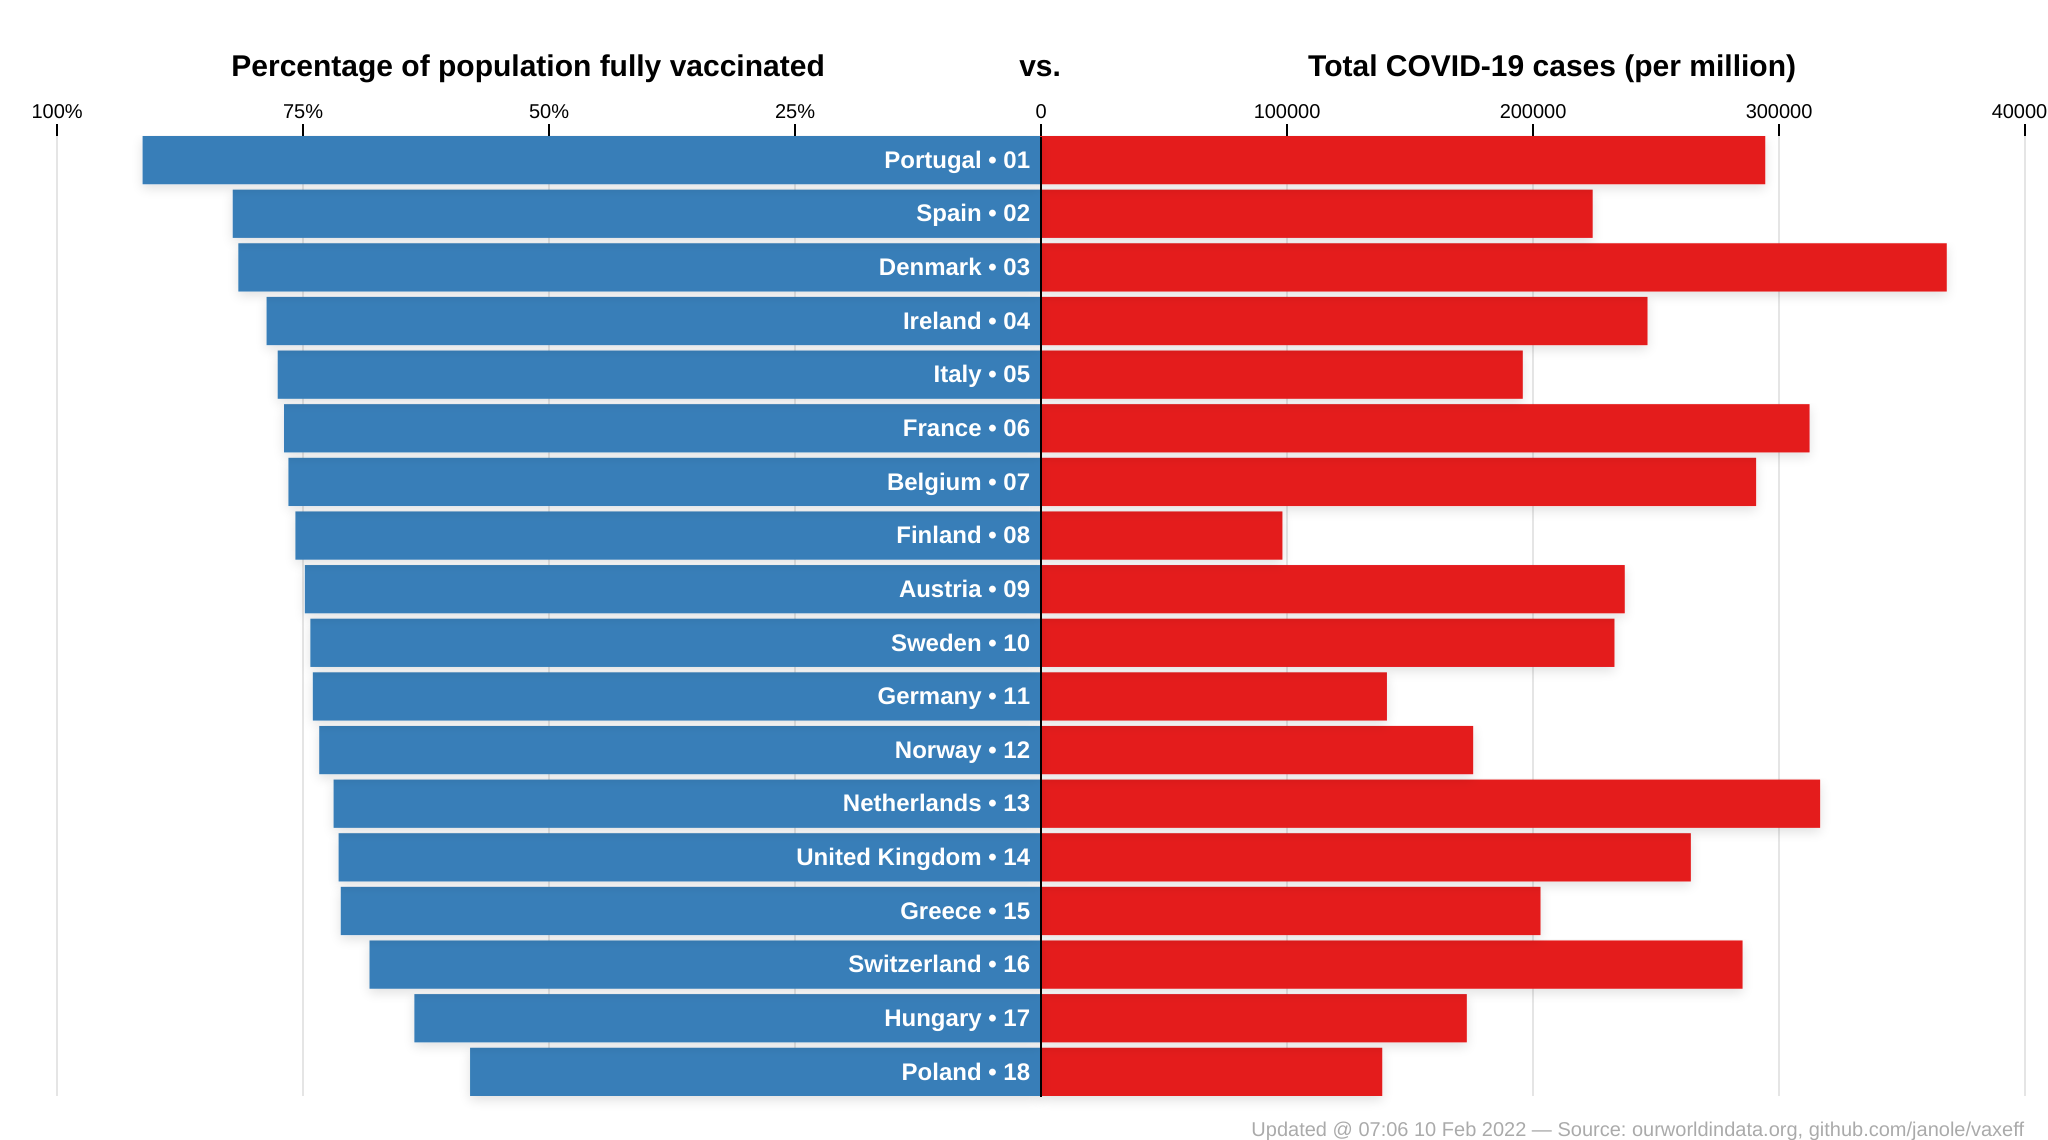 Percentage of population fully vaccinated vs. Total COVID-19 cases (per million)
100% 75% 50% 25% 0 100000 200000 300000 40000
Portugal • 01
Spain • 02
Denmark • 03
Ireland • 04
Italy • 05
France • 06
Belgium • 07
Finland • 08
Austria • 09
Sweden • 10
Germany • 11
Norway • 12
Netherlands • 13
United Kingdom • 14
Greece • 15
Switzerland • 16
Hungary • 17
Poland • 18
Updated @ 07:06 10 Feb 2022 — Source: ourworldindata.org, github.com/janole/vaxeff